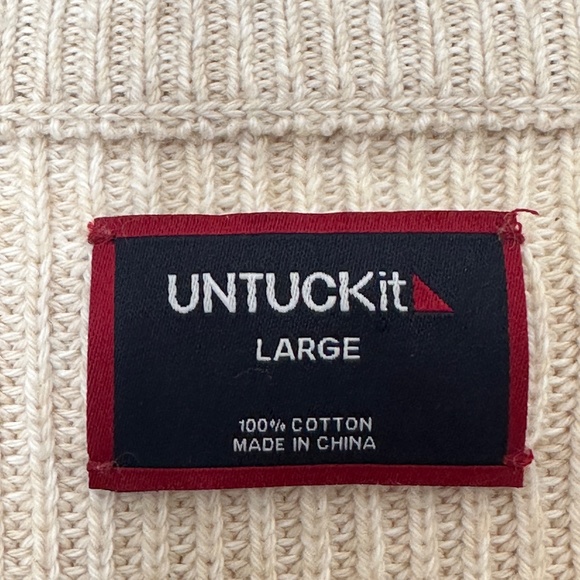 UNTUCKit
LARGE
100% COTTON
MADE IN CHINA